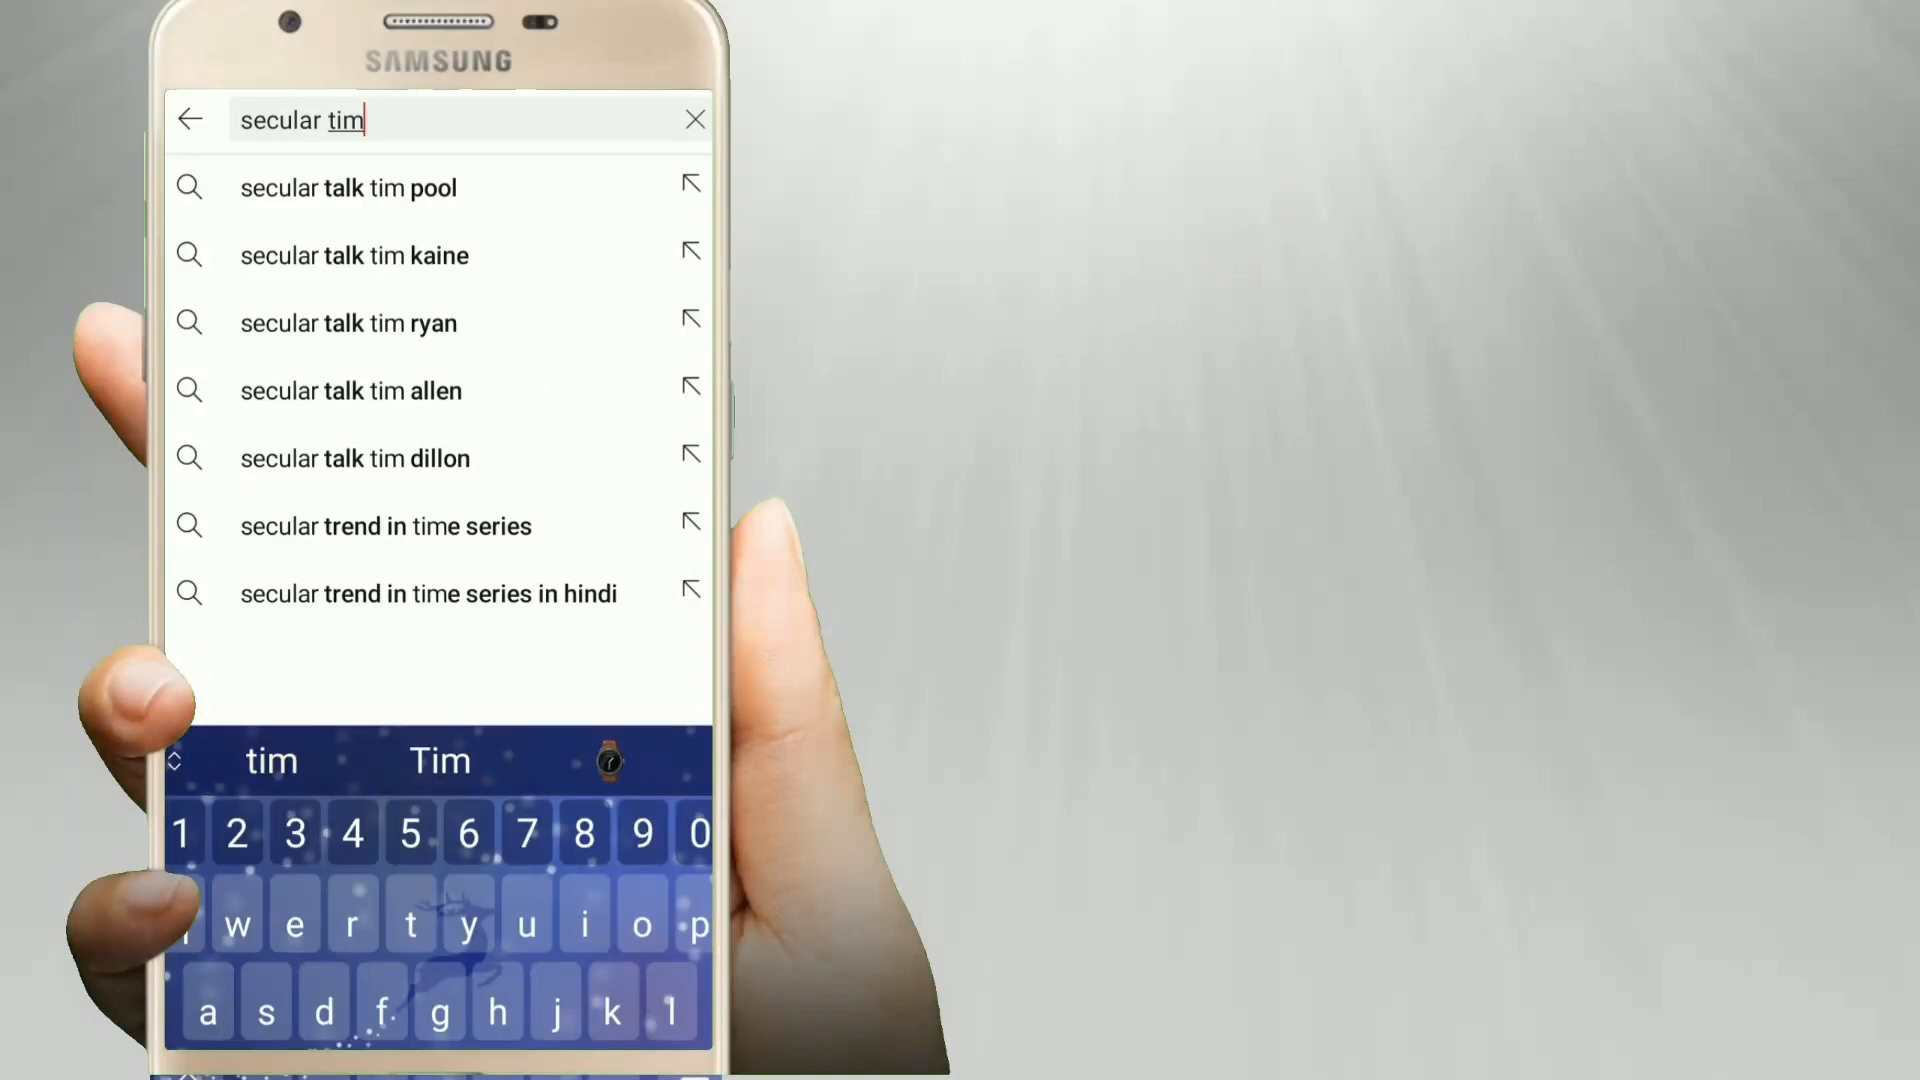 SAMSUNG
secular tim
secular talk tim pool
secular talk tim kaine
secular talk tim ryan
secular talk tim allen
secular talk tim dillon
secular trend in time series
secular trend in time series in hindi
tim Tim
1 2 3 4 5 6 7 8 9 0
w e r t y u i o p
a s d f g h j k l